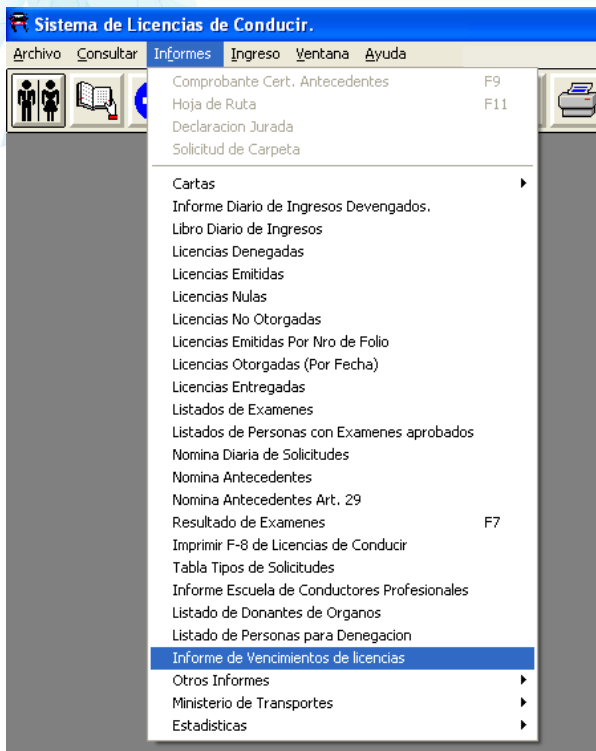 Sistema de Licencias de Conducir.
Archivo Consultar Informes Ingreso Ventana Ayuda
Comprobante Cert. Antecedentes F9
Hoja de Ruta F11
Declaracion Jurada
Solicitud de Carpeta
Cartas
Informe Diario de Ingresos Devengados.
Libro Diario de Ingresos
Licencias Denegadas
Licencias Emitidas
Licencias Nulas
Licencias No Otorgadas
Licencias Emitidas Por Nro de Folio
Licencias Otorgadas (Por Fecha)
Licencias Entregadas
Listados de Examenes
Listados de Personas con Examenes aprobados
Nomina Diaria de Solicitudes
Nomina Antecedentes
Nomina Antecedentes Art. 29
Resultado de Examenes F7
Imprimir F-8 de Licencias de Conducir
Tabla Tipos de Solicitudes
Informe Escuela de Conductores Profesionales
Listado de Donantes de Organos
Listado de Personas para Denegacion
Informe de Vencimientos de licencias
Otros Informes
Ministerio de Transportes
Estadisticas